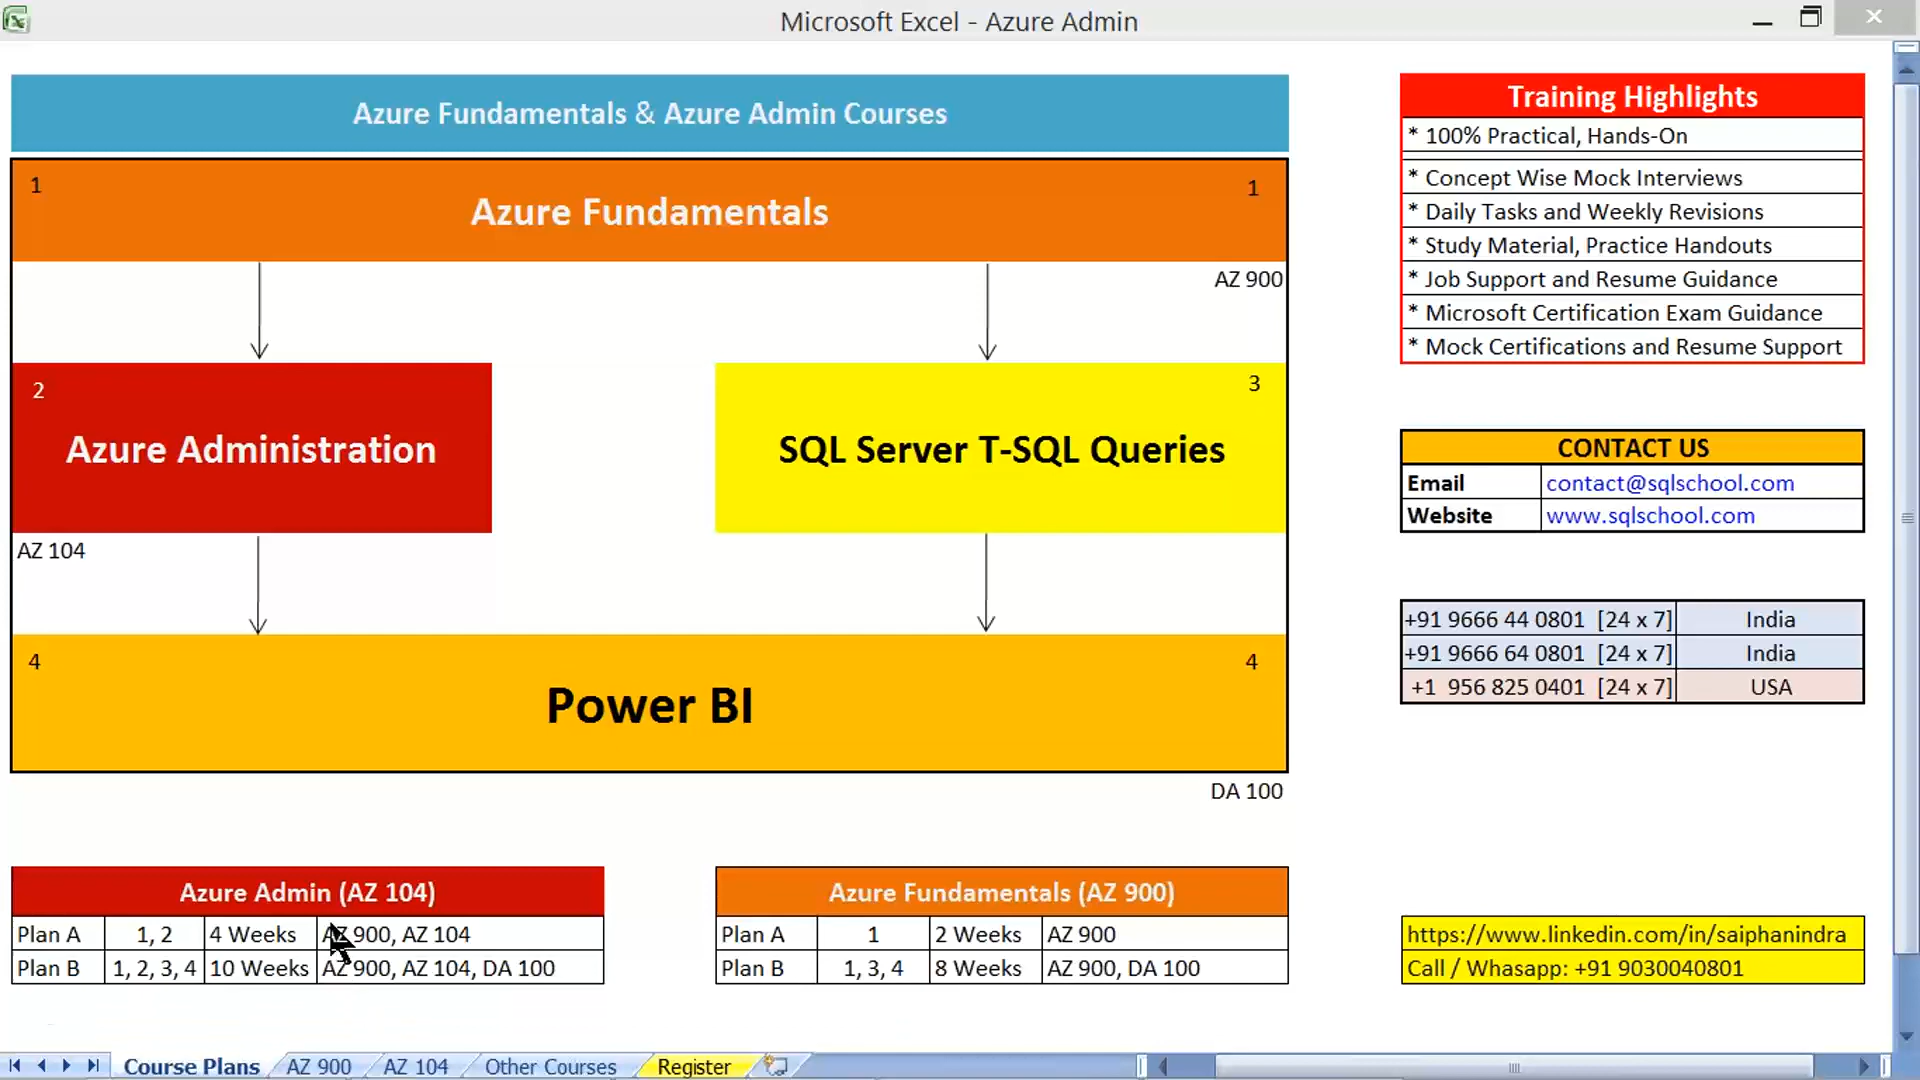 Microsoft Excel - Azure Admin
Azure Fundamentals & Azure Admin Courses
1 Azure Fundamentals 1
AZ 900
2
Azure Administration
3
SQL Server T-SQL Queries
AZ 104
4 4
Power BI
DA 100
Azure Admin (AZ 104)
Plan A 1, 2 4 Weeks AZ 900, AZ 104
Plan B 1, 2, 3, 4 10 Weeks AZ 900, AZ 104, DA 100
Azure Fundamentals (AZ 900)
Plan A 1 2 Weeks AZ 900
Plan B 1, 3, 4 8 Weeks AZ 900, DA 100
Training Highlights
* 100% Practical, Hands-On
* Concept Wise Mock Interviews
* Daily Tasks and Weekly Revisions
* Study Material, Practice Handouts
* Job Support and Resume Guidance
* Microsoft Certification Exam Guidance
* Mock Certifications and Resume Support
CONTACT US
Email contact@sqlschool.com
Website www.sqlschool.com
+91 9666 44 0801 [24 x 7] India
+91 9666 64 0801 [24 x 7] India
+1 956 825 0401 [24 x 7] USA
https://www.linkedin.com/in/saiphanindra
Call / Whasapp: +91 9030040801
Course Plans AZ 900 AZ 104 Other Courses Register